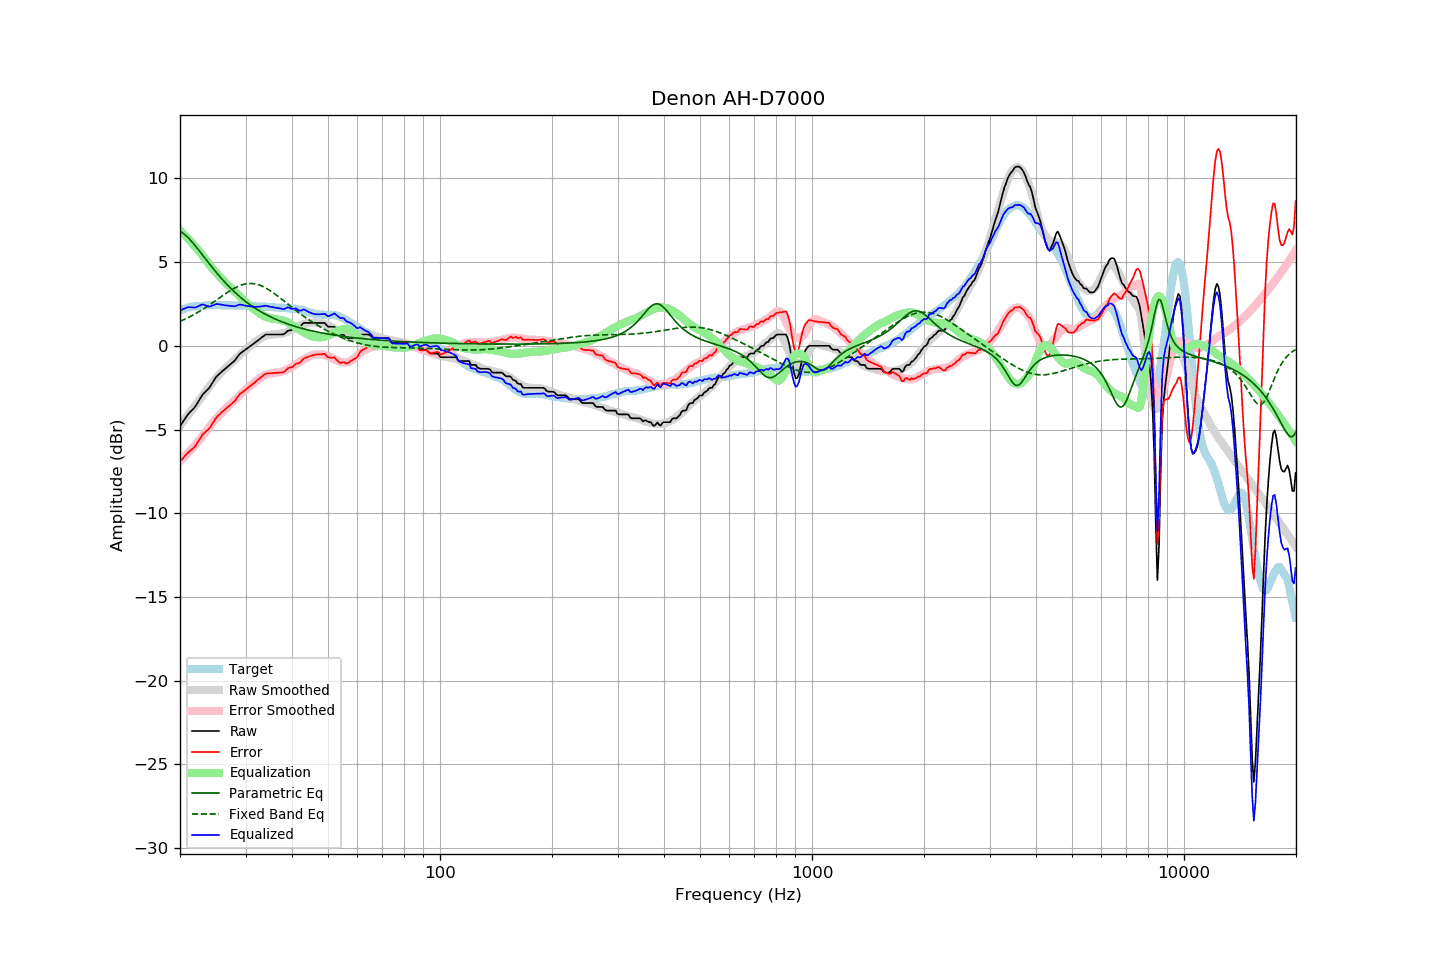 Denon AH-D7000
Amplitude (dBr)
10
5
0
−5
−10
−15
−20
−25
−30
Target
Raw Smoothed
Error Smoothed
Raw
Error
Equalization
Parametric Eq
Fixed Band Eq
Equalized
100
1000
10000
Frequency (Hz)